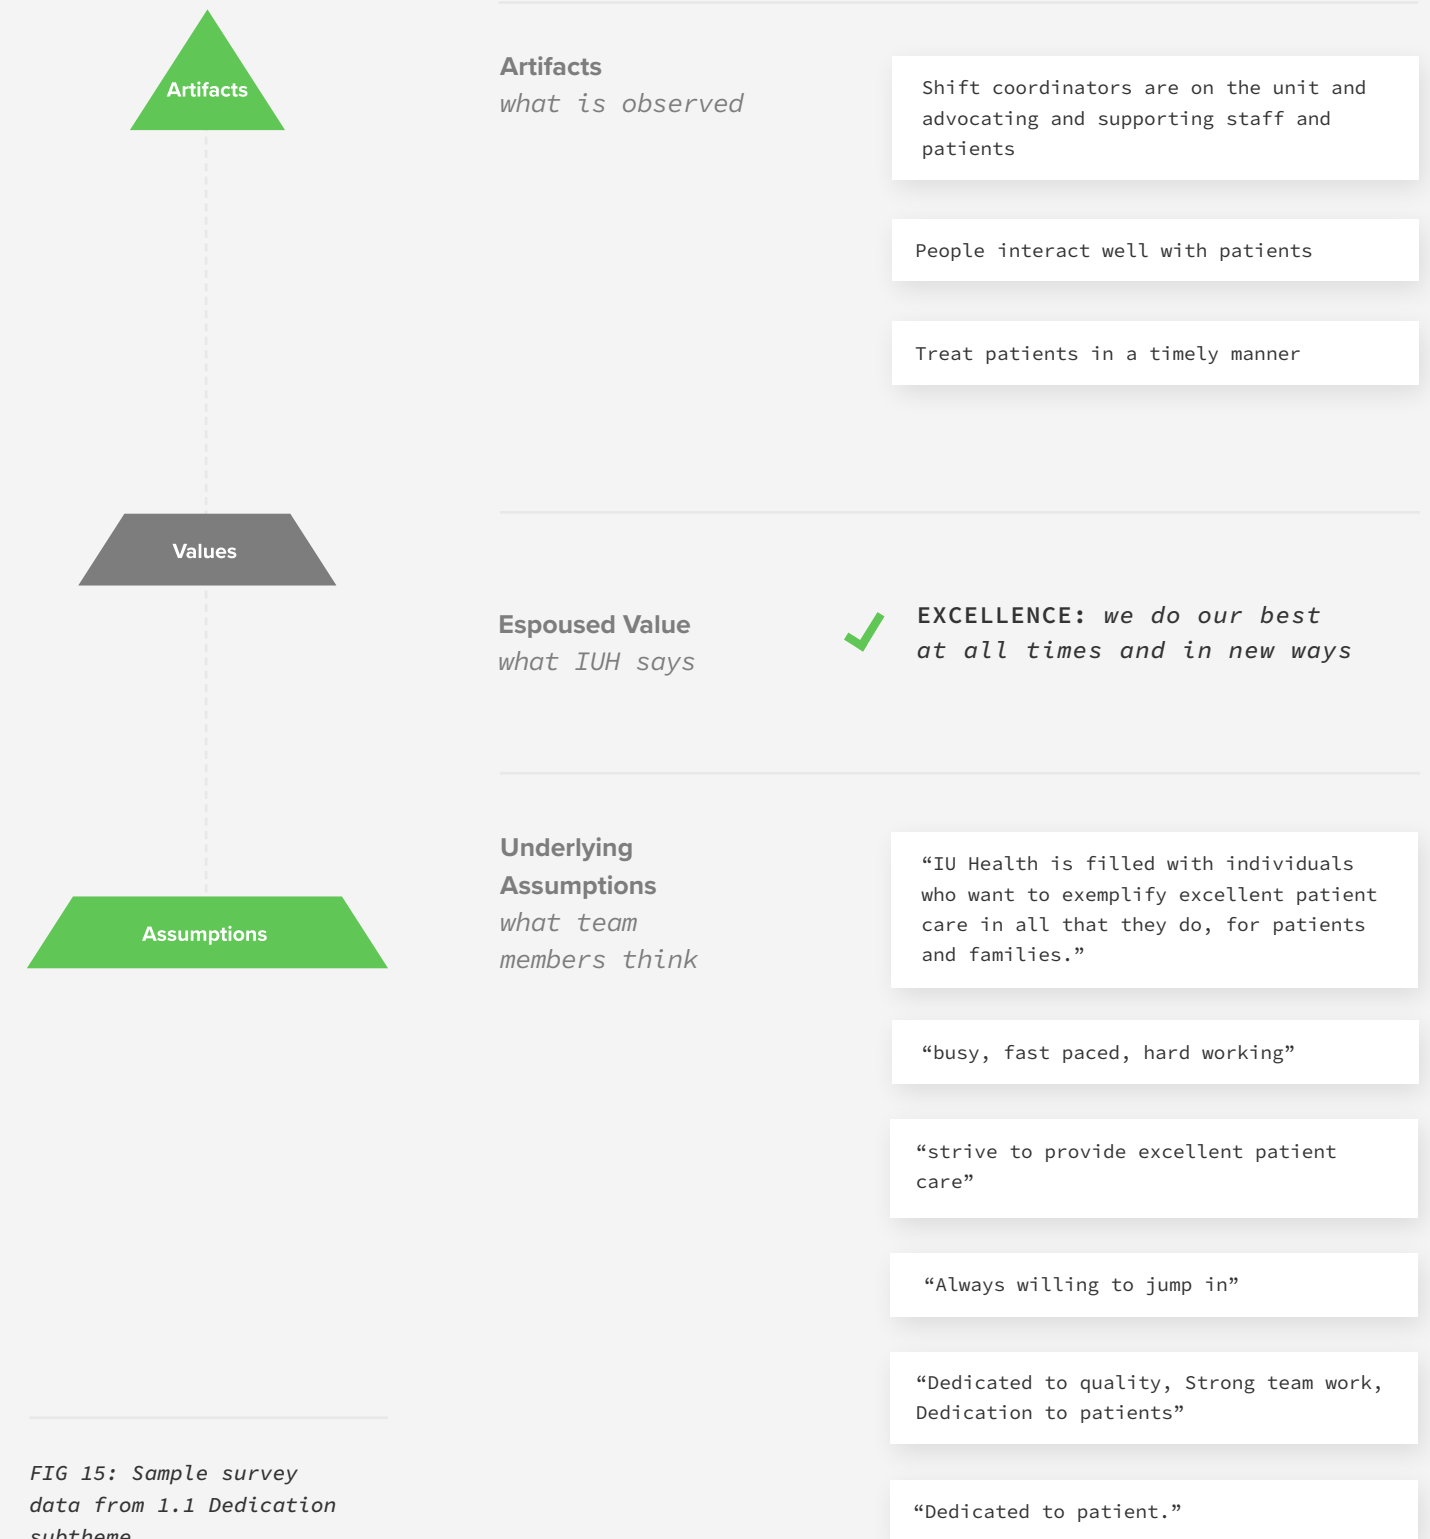 Artifacts
Artifacts
what is observed
Shift coordinators are on the unit and
advocating and supporting staff and
patients
People interact well with patients
Treat patients in a timely manner
Values
Espoused Value
what IUH says
EXCELLENCE: we do our best
at all times and in new ways
Assumptions
Underlying
Assumptions
what team
members think
“IU Health is filled with individuals
who want to exemplify excellent patient
care in all that they do, for patients
and families.”
“busy, fast paced, hard working”
“strive to provide excellent patient
care”
“Always willing to jump in”
“Dedicated to quality, Strong team work,
Dedication to patients”
“Dedicated to patient.”
FIG 15: Sample survey
data from 1.1 Dedication
subtheme